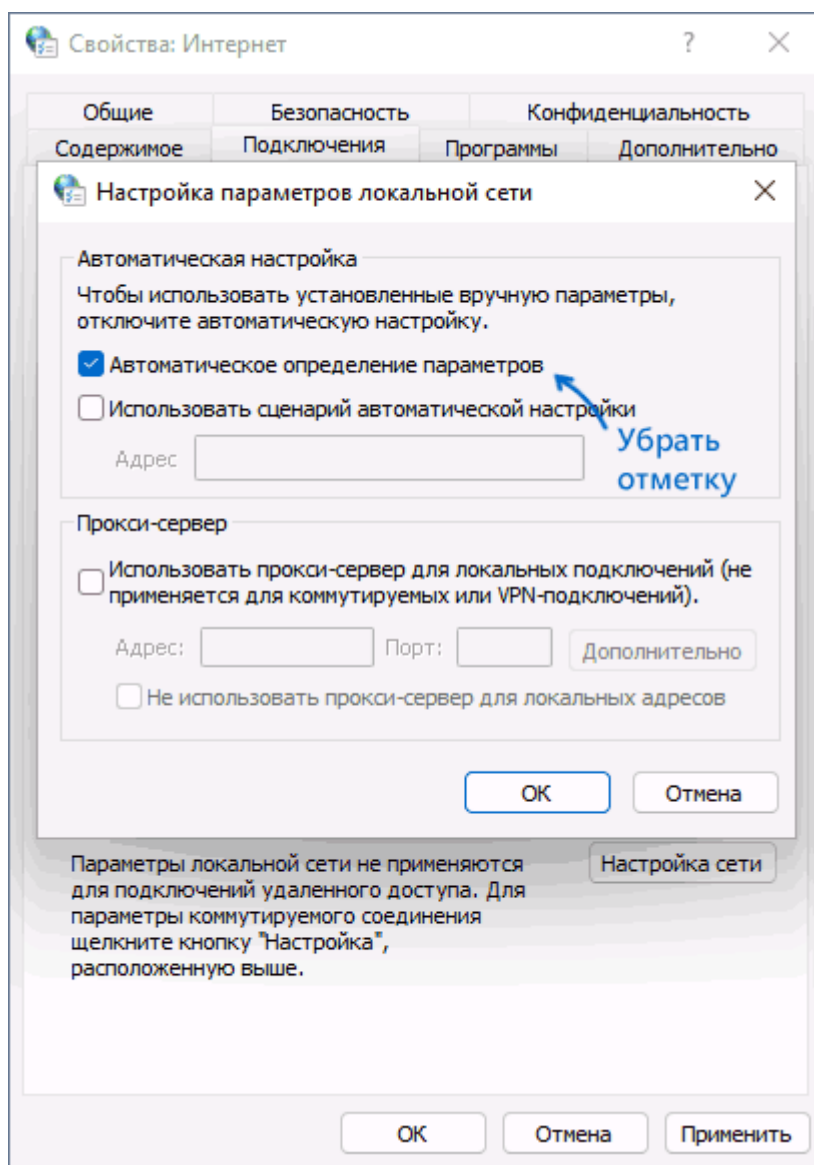 Свойства: Интернет
?
Общие
Безопасность
Конфиденциальность
Содержимое
Подключения
Программы
Дополнительно
Настройка параметров локальной сети
Автоматическая настройка
Чтобы использовать установленные вручную параметры,
отключите автоматическую настройку.
Автоматическое определение параметров
Использовать сценарий автоматической настройки
Убрать
отметку
Адрес
Прокси-сервер
Использовать прокси-сервер для локальных подключений (не
применяется для коммутируемых или VPN-подключений).
Адрес:
Порт:
Дополнительно
Не использовать прокси-сервер для локальных адресов
ОК
Отмена
Параметры локальной сети не применяются
для подключений удаленного доступа. Для
параметры коммутируемого соединения
щелкните кнопку "Настройка",
расположенную выше.
Настройка сети
ОК
Отмена
Применить